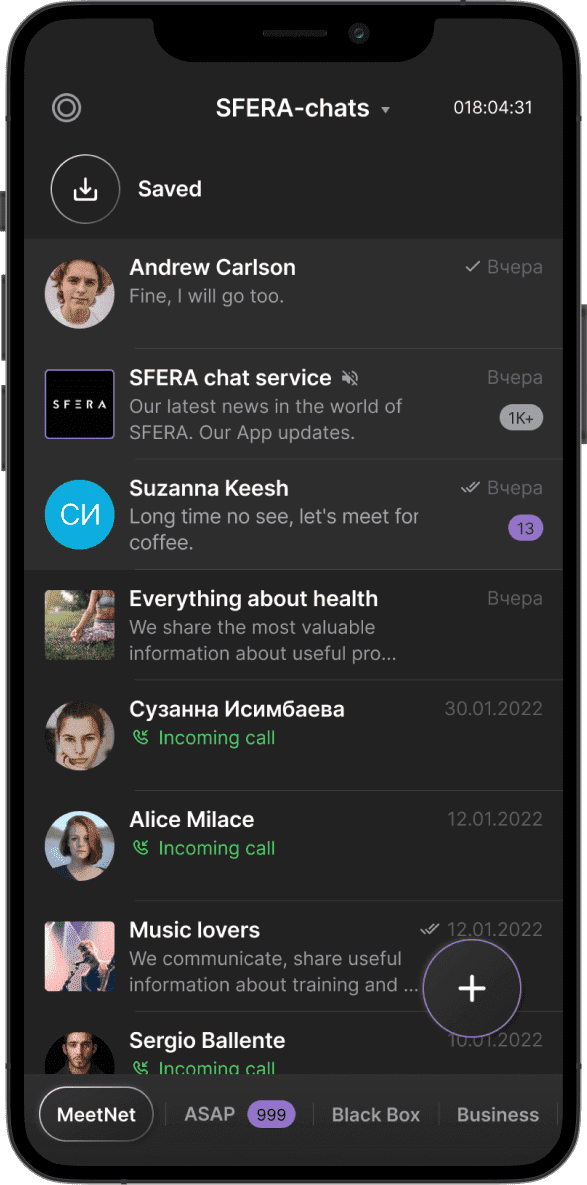 SFERA-chats
018:04:31
Saved
Andrew Carlson
Вчера
Fine, I will go too.
SFERA chat service
Вчера
SFERA
Our latest news in the world of
SFERA. Our App updates.
1K+
Suzanna Keesh
Вчера
СИ
Long time no see, let's meet for
coffee.
13
Everything about health
Вчера
We share the most valuable
information about useful pro...
Сузанна Исимбаева
30.01.2022
Incoming call
Alice Milace
12.01.2022
Incoming call
Music lovers
12.01.2022
We communicate, share useful
information about training and ...
Sergio Ballente
10.01.2022
Incoming call
MeetNet
ASAP
999
Black Box
Business